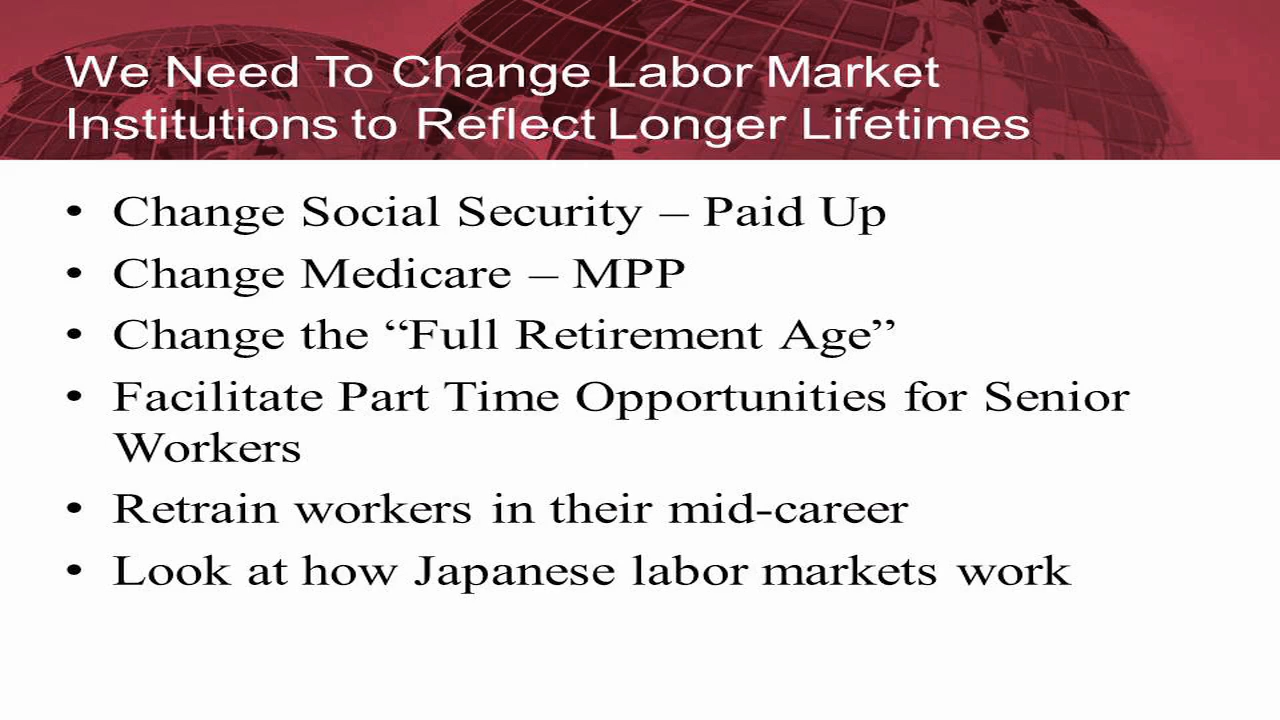 We Need To Change Labor Market
Institutions to Reflect Longer Lifetimes
• Change Social Security – Paid Up
• Change Medicare – MPP
• Change the “Full Retirement Age”
• Facilitate Part Time Opportunities for Senior
Workers
• Retrain workers in their mid-career
• Look at how Japanese labor markets work